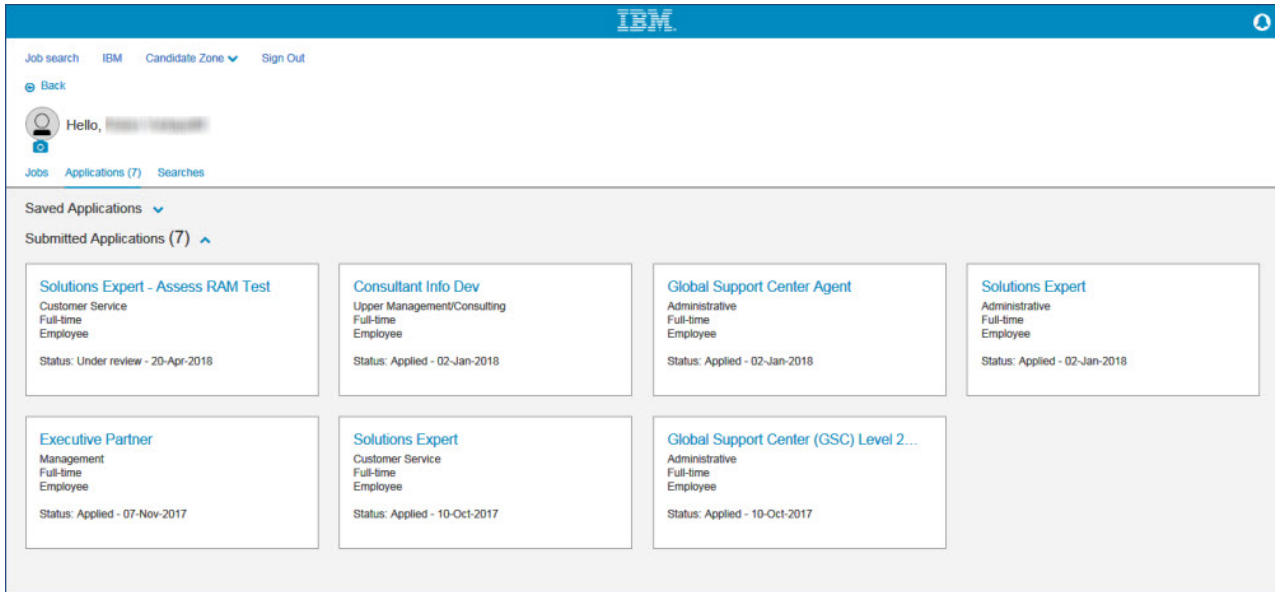 IBM.
Job search IBM Candidate Zone Sign Out
Back
Hello,
Jobs Applications (7) Searches
Saved Applications
Submitted Applications (7)
Solutions Expert - Assess RAM Test
Customer Service
Full-time
Employee
Status: Under review - 20-Apr-2018
Consultant Info Dev
Upper Management/Consulting
Full-time
Employee
Status: Applied - 02-Jan-2018
Global Support Center Agent
Administrative
Full-time
Employee
Status: Applied - 02-Jan-2018
Solutions Expert
Administrative
Full-time
Employee
Status: Applied - 02-Jan-2018
Executive Partner
Management
Full-time
Employee
Status: Applied - 07-Nov-2017
Solutions Expert
Customer Service
Full-time
Employee
Status: Applied - 10-Oct-2017
Global Support Center (GSC) Level 2...
Administrative
Full-time
Employee
Status: Applied - 10-Oct-2017